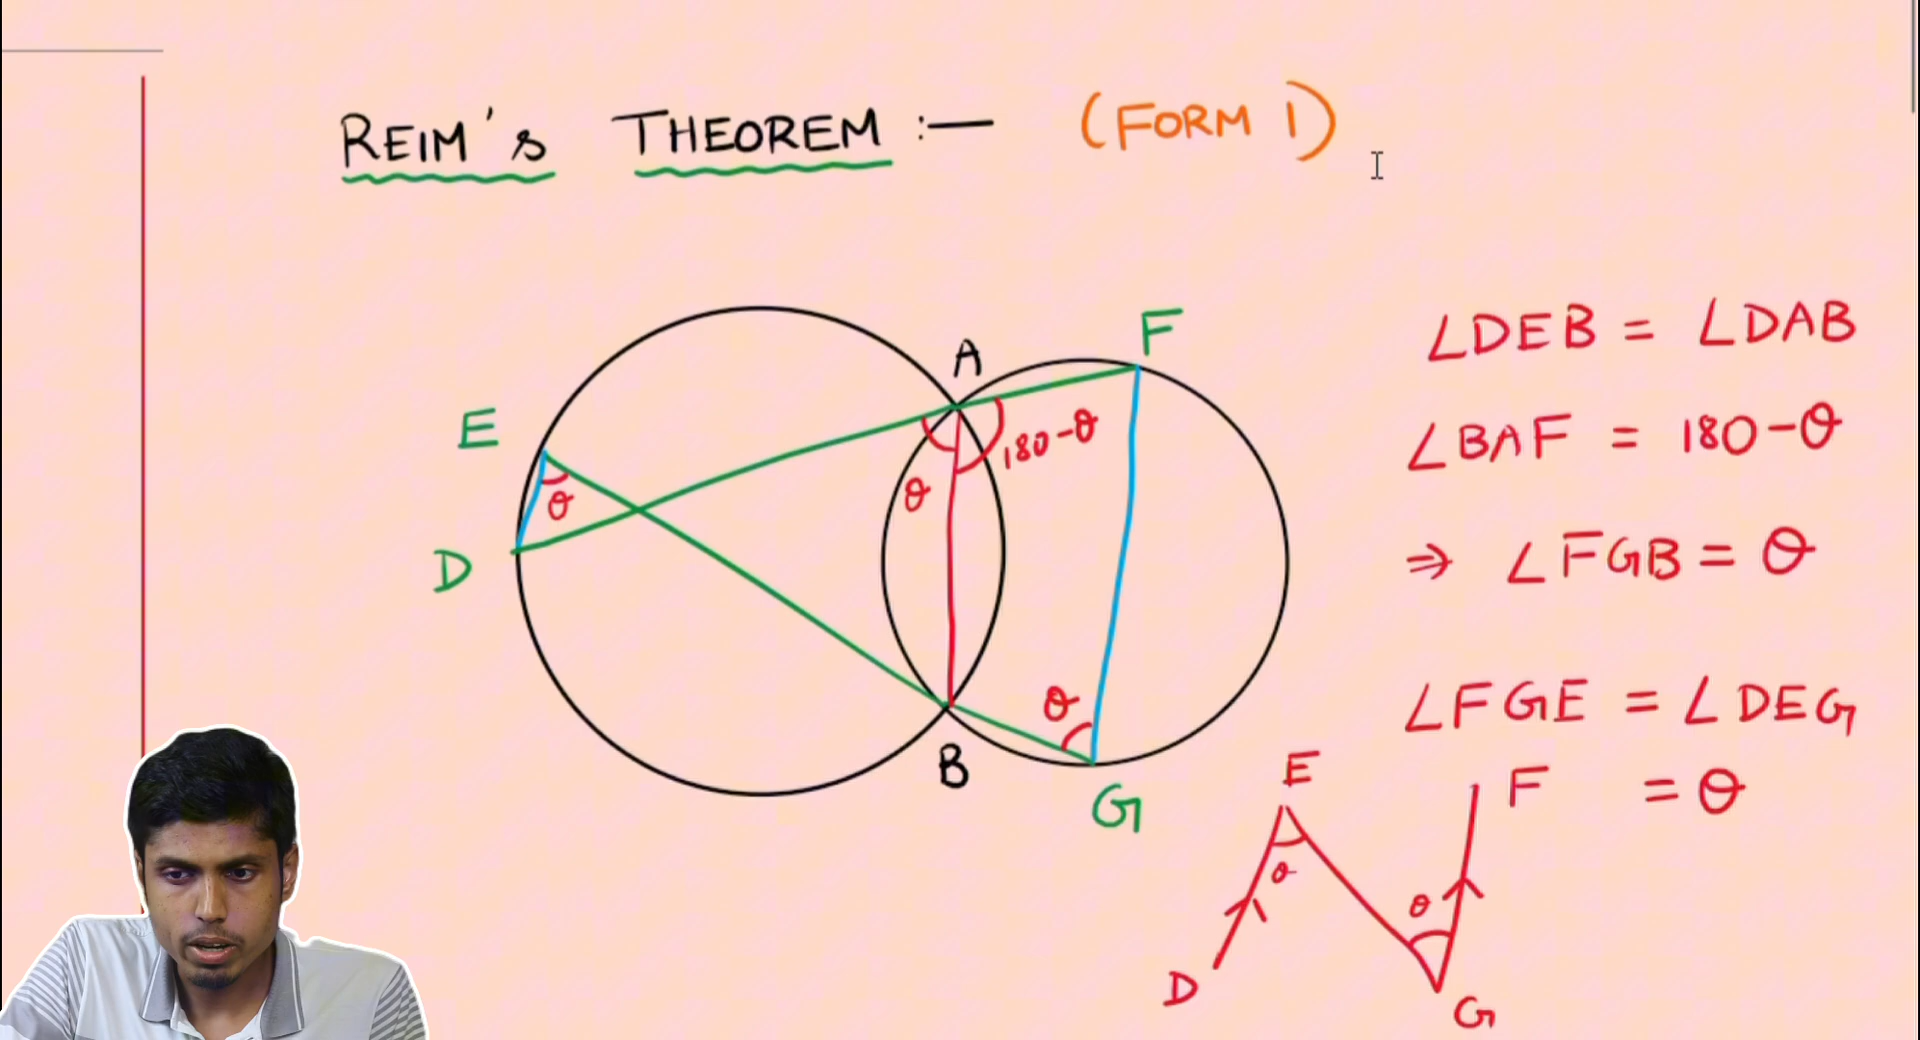 REIM's THEOREM :— (FORM 1)
A
F
E
θ
180-θ
θ
D
θ
B
G
∠DEB = ∠DAB
∠BAF = 180-θ
⇒ ∠FGB = θ
∠FGE = ∠DEG
= θ
E
F
θ
θ
D
G